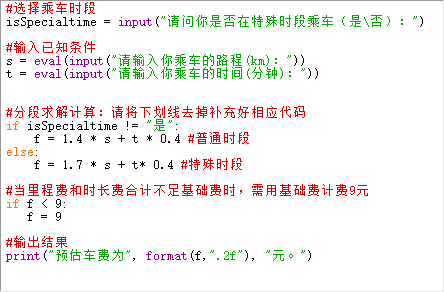 #选择乘车时段
isSpecialtime = input("请问你是否在特殊时段乘车（是\否）：")
#输入已知条件
s = eval(input("请输入你乘车的路程(km)："))
t = eval(input("请输入你乘车的时间(分钟)："))
#分段求解计算：请将下划线去掉补充好相应代码
if isSpecialtime != "是":
    f = 1.4 * s + t* 0.4 #普通时段
else:
    f = 1.7 * s + t* 0.4 #特殊时段
#当里程费和时长费合计不足基础费时，需用基础费计费9元
if f < 9:
   f = 9
#输出结果
print("预估车费为", format(f,".2f"), "元。")